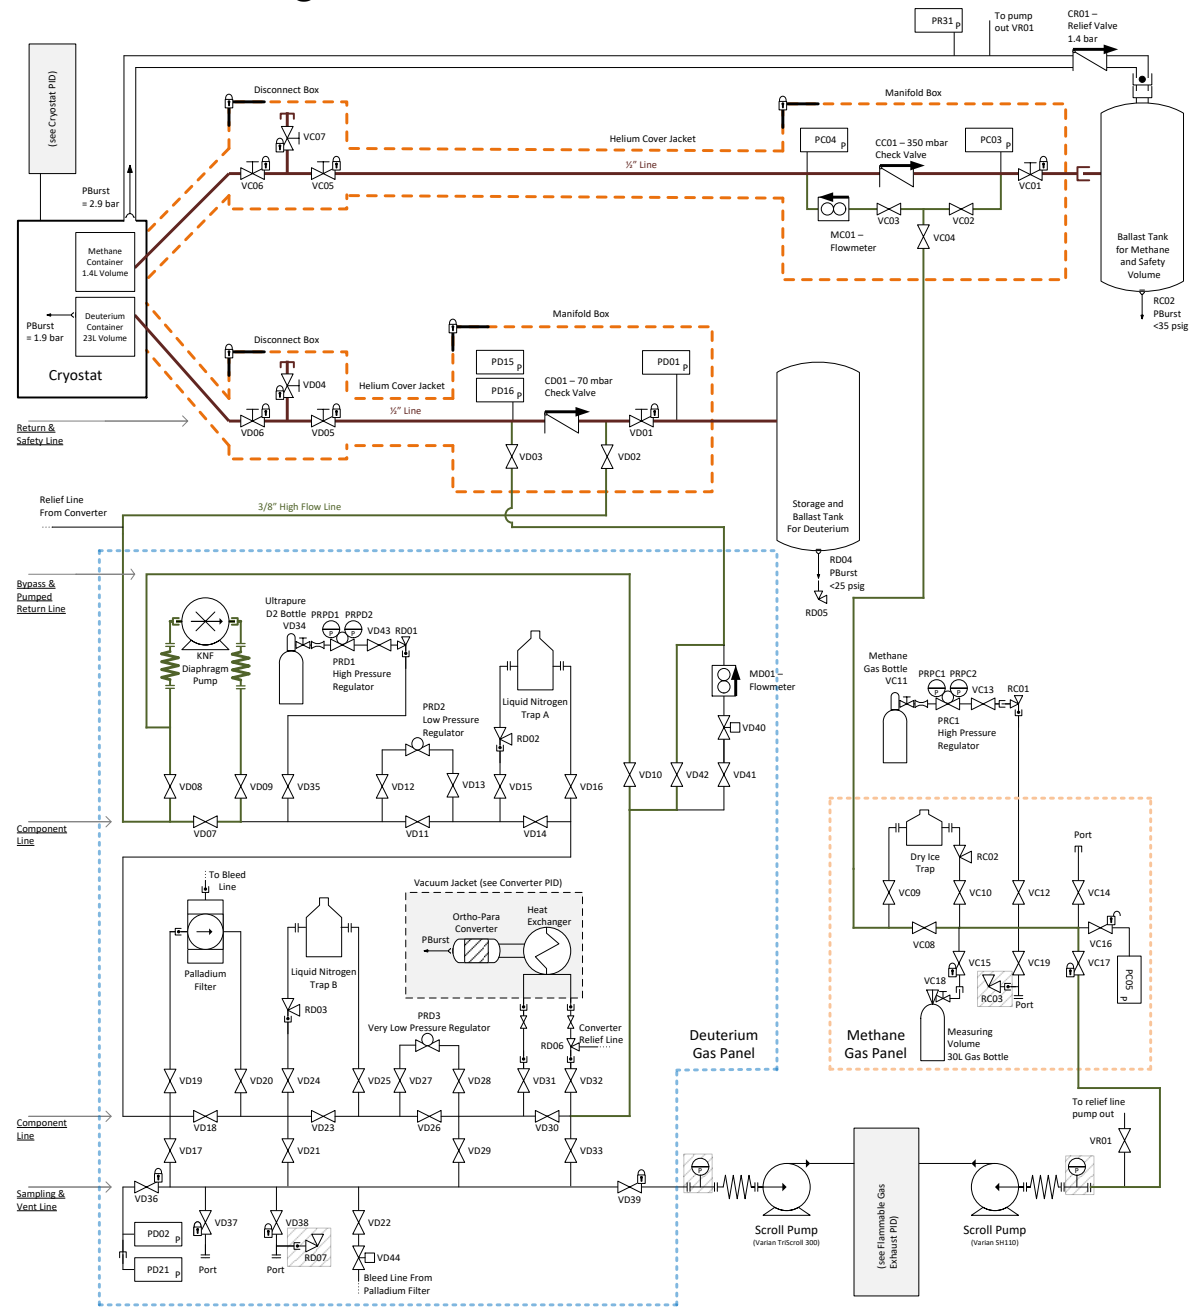 PR31 P
To pump
out VR01
CR01 –
Relief Valve
1.4 bar
(see Cryostat PID)
Disconnect Box
Manifold Box
VC07
Helium Cover Jacket
½” Line
PC04 P
CC01 – 350 mbar
Check Valve
PC03 P
PBurst
= 2.9 bar
VC06
VC05
VC01
MC01 –
Flowmeter
VC03
VC02
VC04
Ballast Tank
for Methane
and Safety
Volume
Methane
Container
1.4L Volume
RC02
PBurst
<35 psig
PBurst
= 1.9 bar
Deuterium
Container
23L Volume
Cryostat
Disconnect Box
Manifold Box
VD04
Helium Cover Jacket
½” Line
PD15 P
PD16 P
CD01 – 70 mbar
Check Valve
PD01 P
Return &
Safety Line
VD06
VD05
VD01
VD03
VD02
Relief Line
From Converter
3/8” High Flow Line
Storage and
Ballast Tank
For Deuterium
RD04
PBurst
<25 psig
RD05
Bypass &
Pumped
Return Line
KNF
Diaphragm
Pump
Ultrapure
D2 Bottle
VD34
PRPD1
PRPD2
P
P
VD43
RD01
PRD1
High Pressure
Regulator
Liquid Nitrogen
Trap A
PRD2
Low Pressure
Regulator
RD02
MD01 –
Flowmeter
VD40
Methane
Gas Bottle
VC11
PRPC1
PRPC2
P
P
VC13
RC01
PRC1
High Pressure
Regulator
VD08
VD09
VD35
VD12
VD13
VD15
VD16
VD10
VD42
VD41
Component
Line
VD07
VD11
VD14
Dry Ice
Trap
RC02
Port
VC09
VC10
VC12
VC14
VC08
VC16
VC15
VC19
VC17
PC05 P
VC18
RC03
Port
Measuring
Volume
30L Gas Bottle
Methane
Gas Panel
To Bleed
Line
Palladium
Filter
Liquid Nitrogen
Trap B
Vacuum Jacket (see Converter PID)
Ortho-Para
Converter
Heat
Exchanger
PBurst
RD03
PRD3
Very Low Pressure Regulator
RD06
Converter
Relief Line
Deuterium
Gas Panel
VD19
VD20
VD24
VD25
VD27
VD28
VD31
VD32
Component
Line
VD18
VD23
VD26
VD30
VD17
VD21
VD29
VD33
To relief line
pump out
VR01
Sampling &
Vent Line
VD36
VD39
P
P
VD37
VD38
VD22
PD02 P
PD21 P
Port
RD07
Port
VD44
Bleed Line From
Palladium Filter
Scroll Pump
(Varian TriScroll 300)
(see Flammable Gas
Exhaust PID)
Scroll Pump
(Varian SH110)